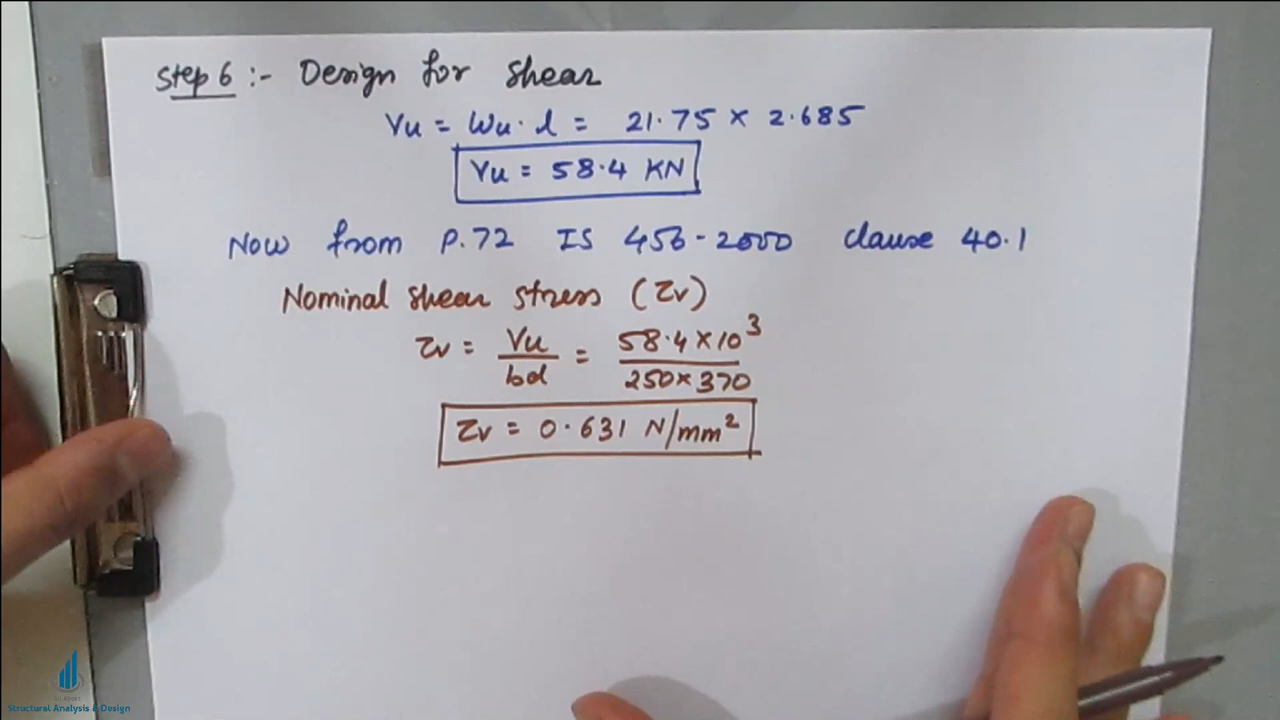 Step 6 :- Design for shear
Vu = Wu . l = 21.75 × 2.685
Vu = 58.4 KN
Now from P.72 IS 456-2000 clause 40.1
Nominal shear stress (τv)
τv = Vu / bd = 58.4 × 10³ / 250 × 370
τv = 0.631 N/mm²
Structural Analysis & Design